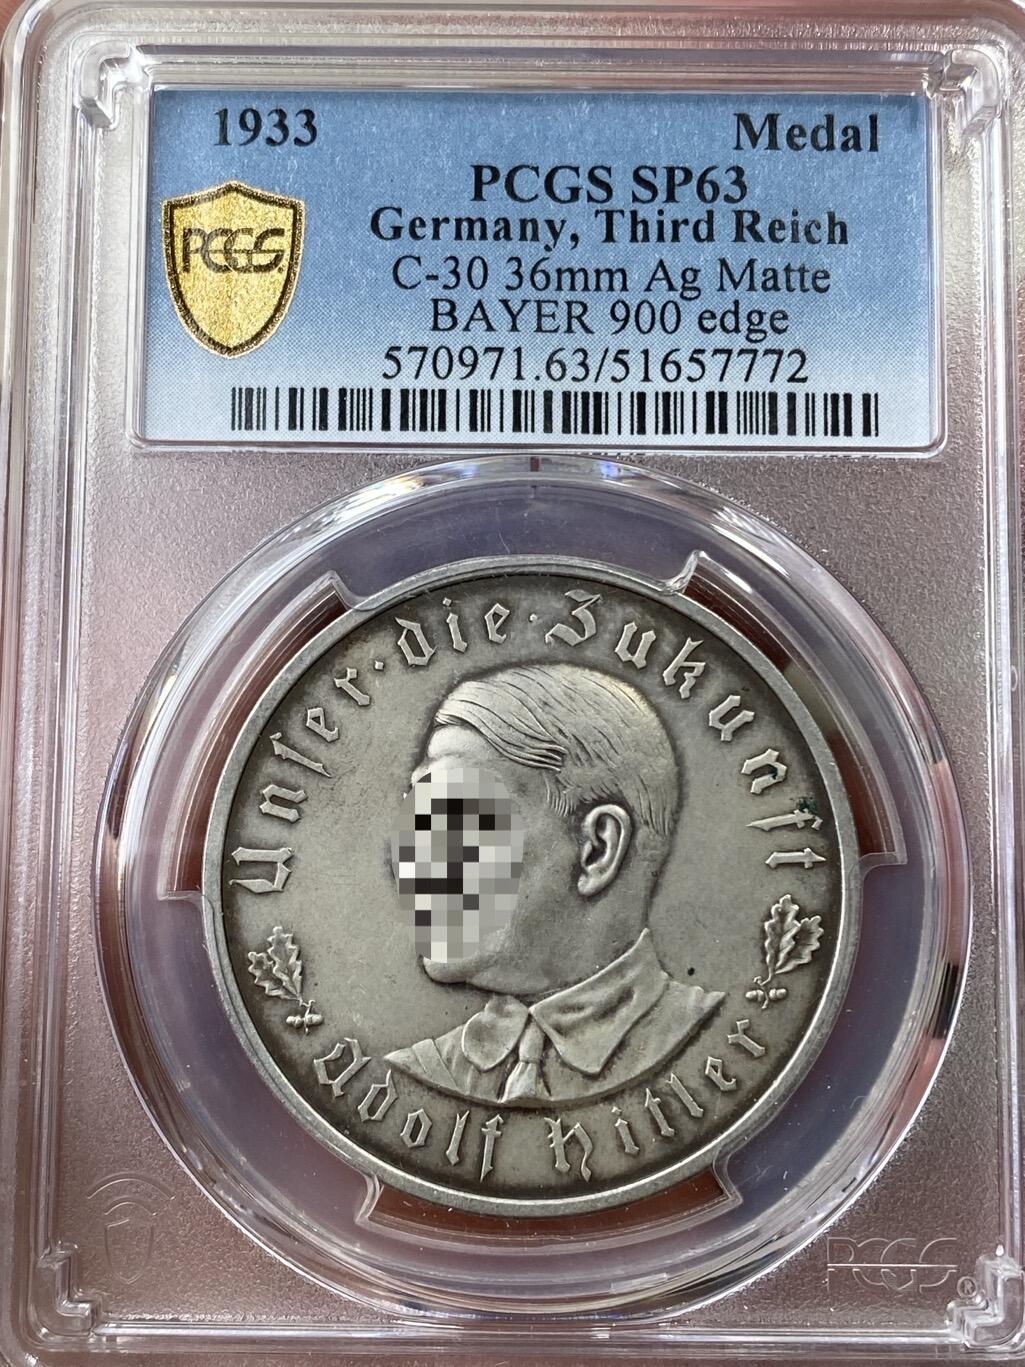 1933 Medal
PCGS SP63
Germany, Third Reich
PCGS
C-30 36mm Ag Matte
BAYER 900 edge
570971.63/51657772
Unser · die · Zukunft
Adolf Hitler
PCGS®